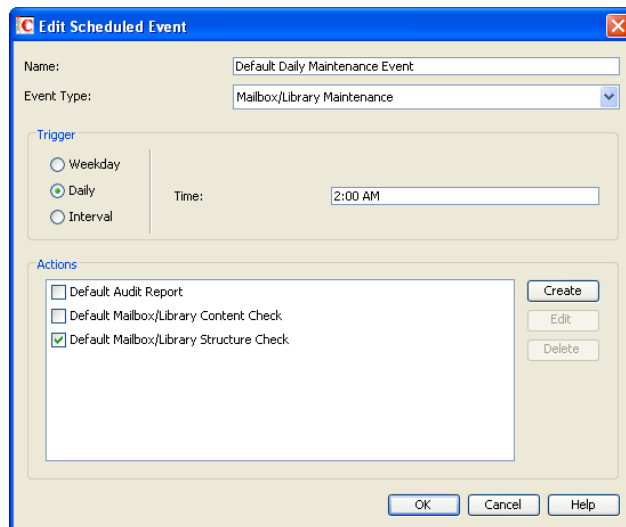 Edit Scheduled Event
Name: Default Daily Maintenance Event
Event Type: Mailbox/Library Maintenance
Trigger
Weekday
Daily
Time: 2:00 AM
Interval
Actions
Default Audit Report
Create
Default Mailbox/Library Content Check
Edit
Default Mailbox/Library Structure Check
Delete
OK Cancel Help